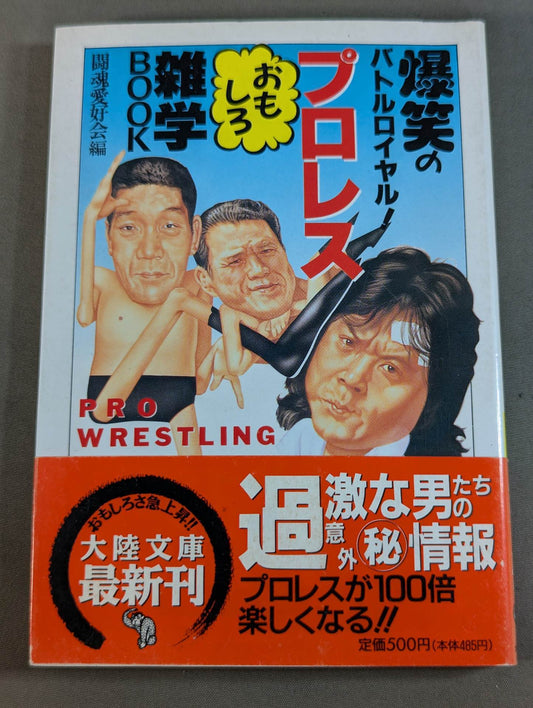 爆笑の
バトルロイヤル!
プロレス
おもしろ
雑学
BOOK
闘魂愛好会編
PRO
WRESTLING
おもしろさ急上昇!!
大陸文庫
最新刊
過激な男たちの
意外㊙情報
プロレスが100倍
楽しくなる!!
定価500円(本体485円)